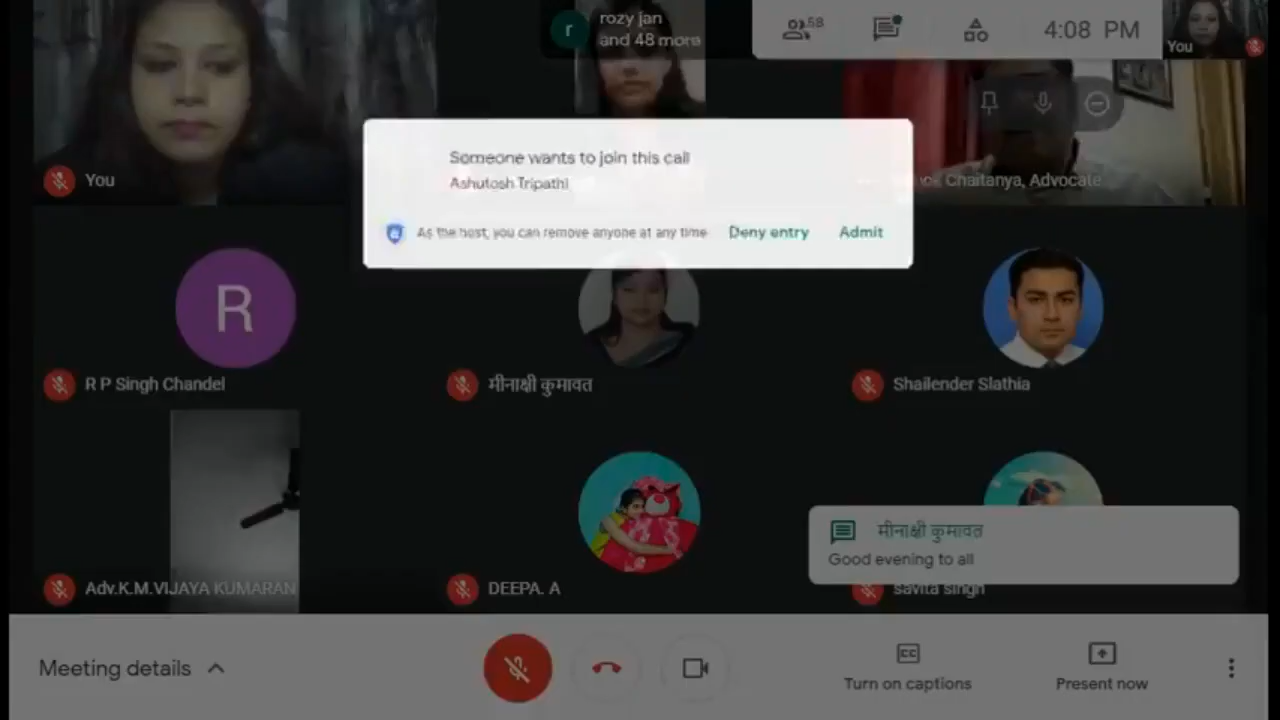 r
rozy jan
and 48 more
58
4:08 PM
You
You
Someone wants to join this call
Ashutosh Tripathi
As the host, you can remove anyone at any time
Deny entry
Admit
Chaitanya, Advocate
R
R P Singh Chandel
मीनाक्षी कुमावत
Shailender Slathia
Adv.K.M.VIJAYA KUMARAN
DEEPA. A
मीनाक्षी कुमावत
Good evening to all
savita singh
Meeting details
CC
Turn on captions
Present now